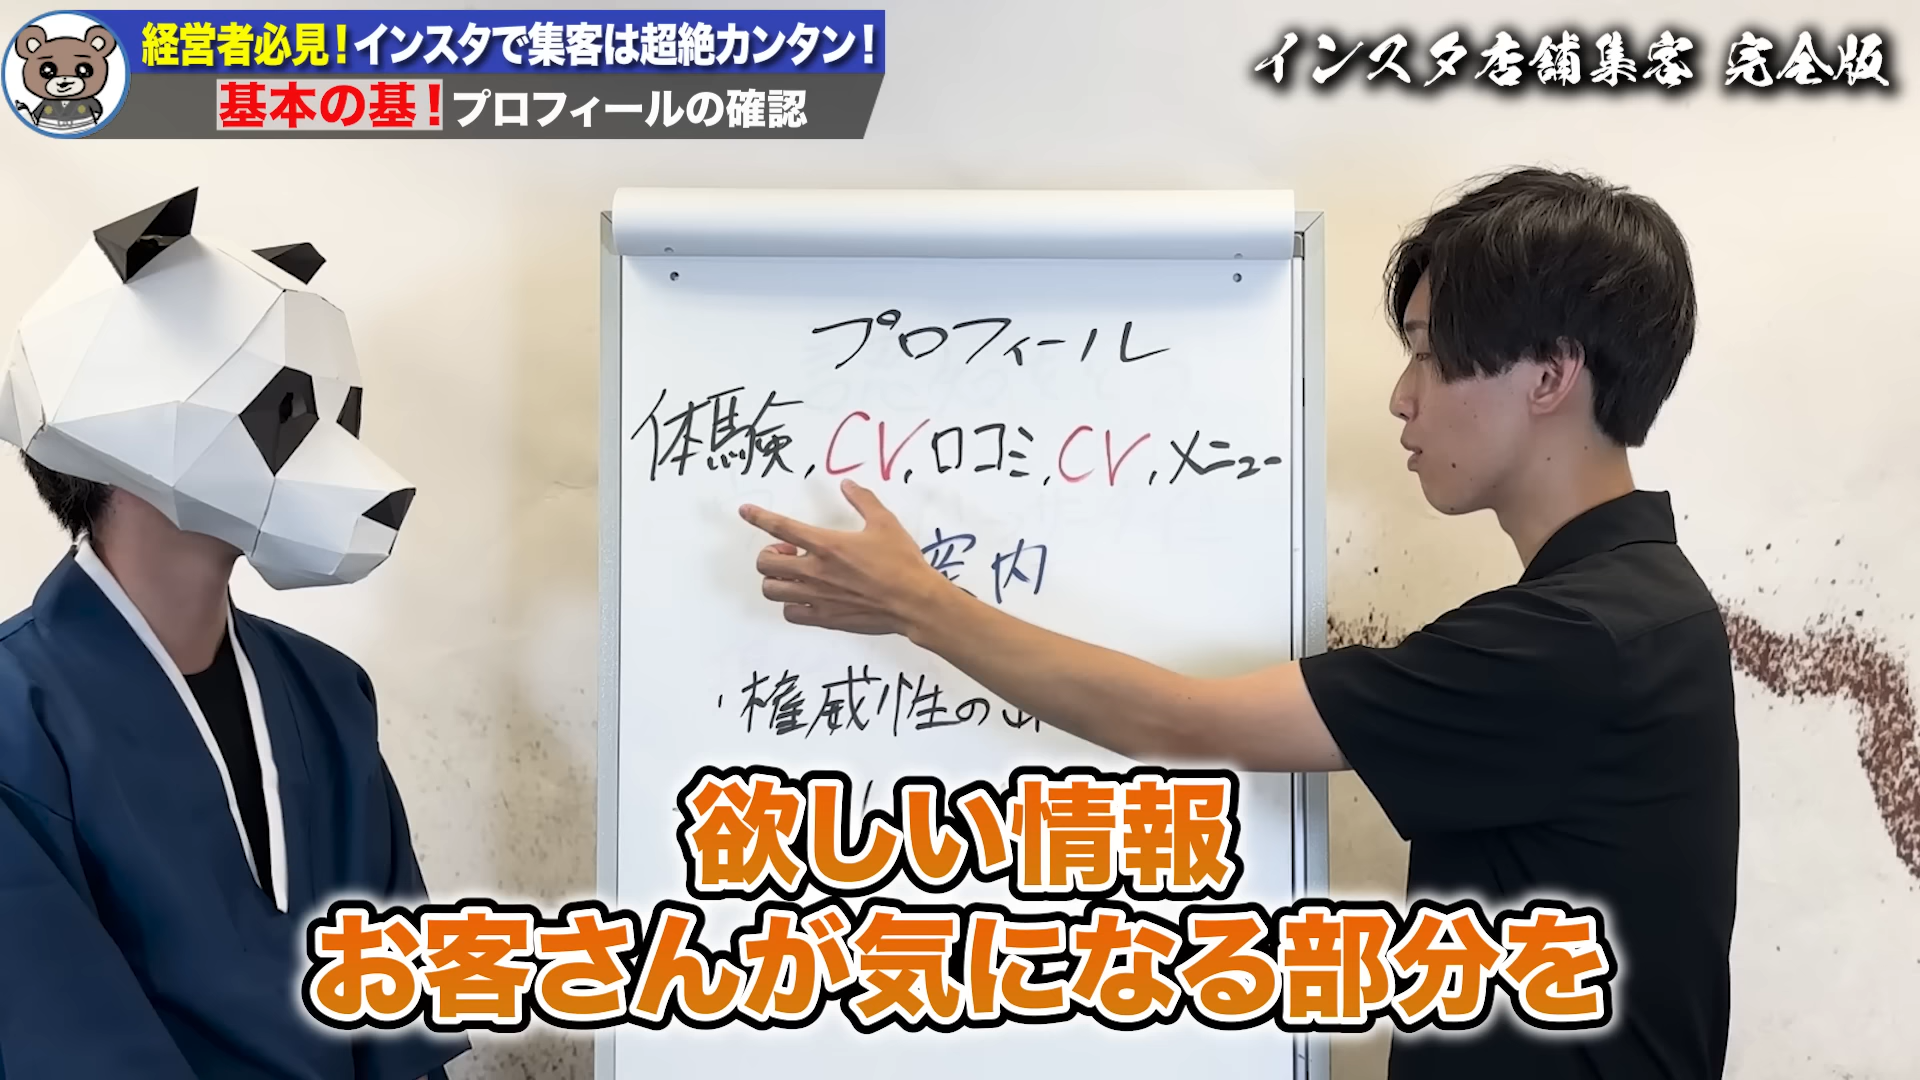 経営者必見!インスタで集客は超絶カンタン!
基本の基!プロフィールの確認
インスタ店舗集客 完全版
プロフィール
体験,CV,口コミ,CV,メニュー
案内
・権威性の
欲しい情報
お客さんが気になる部分を